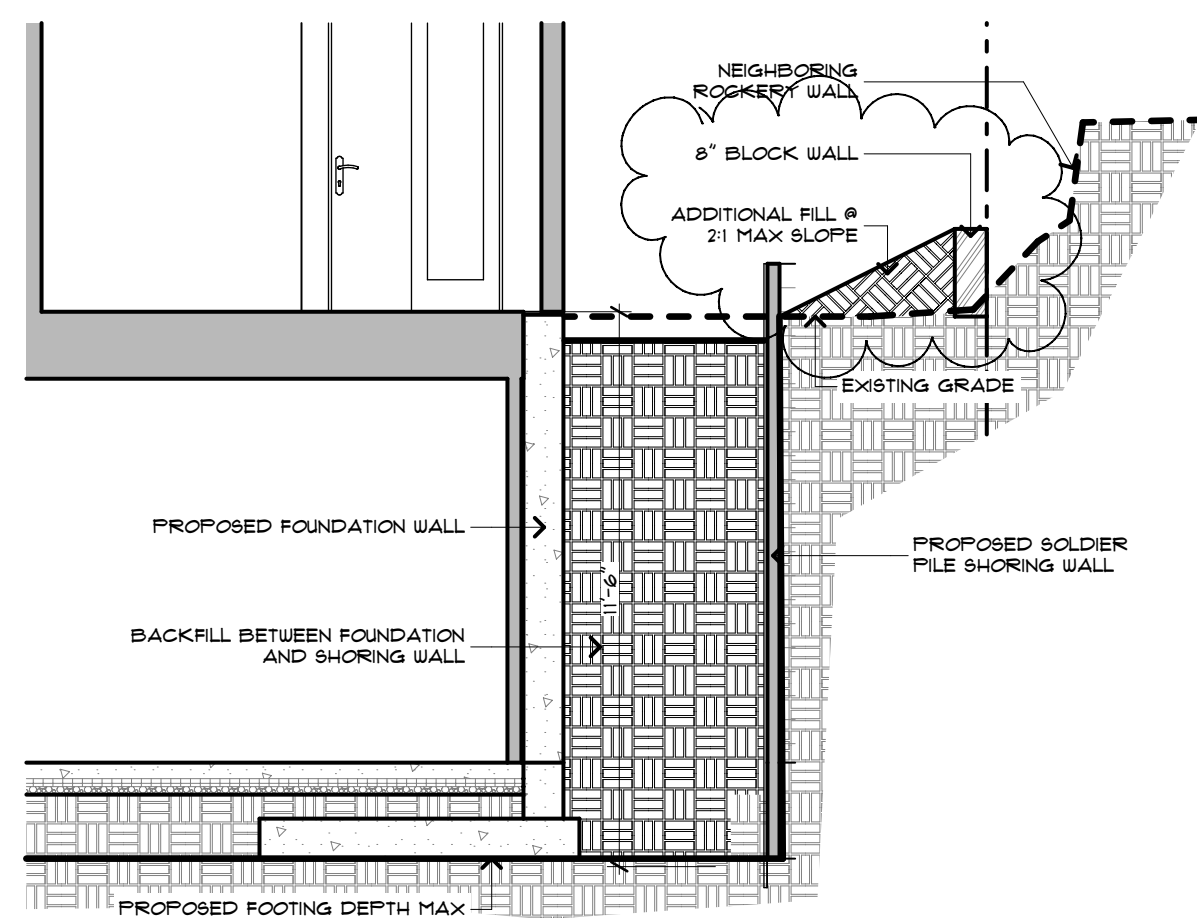 NEIGHBORING
ROCKERY WALL
8" BLOCK WALL
ADDITIONAL FILL @
2:1 MAX SLOPE
EXISTING GRADE
PROPOSED FOUNDATION WALL
PROPOSED SOLDIER
PILE SHORING WALL
11'-6"
BACKFILL BETWEEN FOUNDATION
AND SHORING WALL
PROPOSED FOOTING DEPTH MAX